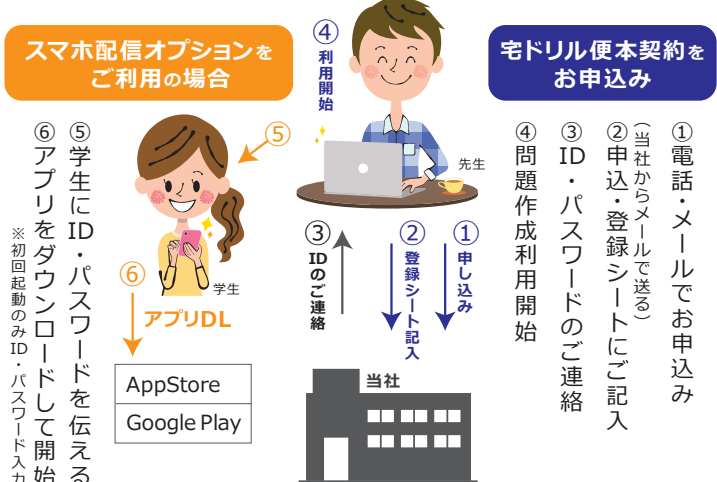 宅ドリル便本契約を
お申込み
①電話・メールでお申込み
②申込・登録シートにご記入
（当社からメールで送る）
③ID・パスワードのご連絡
④問題作成利用開始
スマホ配信オプションを
ご利用の場合
⑤学生にID・パスワードを伝える
⑥アプリをダウンロードして開始
※初回起動のみID・パスワード入力
④利用開始
先生
①申し込み
②登録シート記入
③IDのご連絡
⑤
学生
⑥
アプリDL
AppStore
Google Play
当社